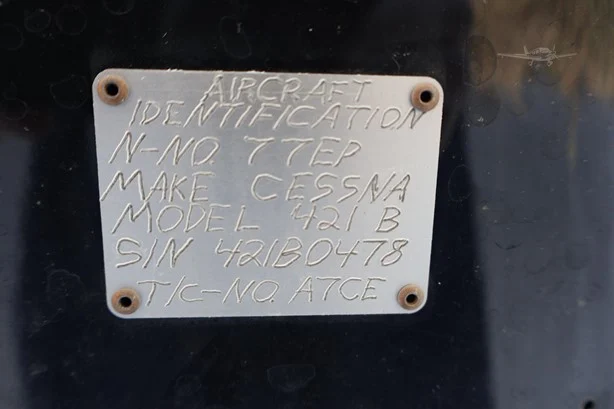 AIRCRAFT
IDENTIFICATION
N-NO. 77EP
MAKE CESSNA
MODEL 421 B
S/N 421B0478
T/C-NO. A7CE